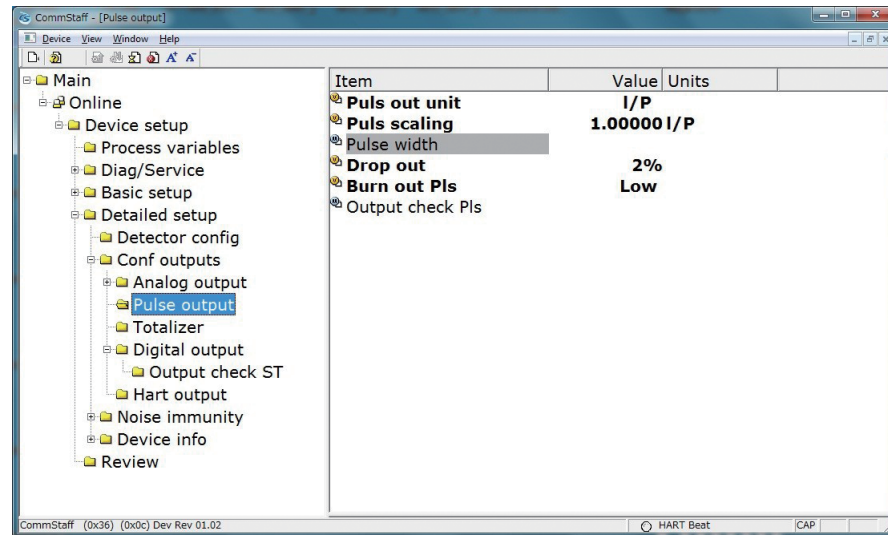 CommStaff - [Pulse output]
Device View Window Help
Main
Online
Device setup
Process variables
Diag/Service
Basic setup
Detailed setup
Detector config
Conf outputs
Analog output
Pulse output
Totalizer
Digital output
Output check ST
Hart output
Noise immunity
Device info
Review
Item Value Units
Puls out unit l/P
Puls scaling 1.00000 l/P
Pulse width
Drop out 2%
Burn out Pls Low
Output check Pls
CommStaff (0x36) (0x0c) Dev Rev 01.02 HART Beat CAP